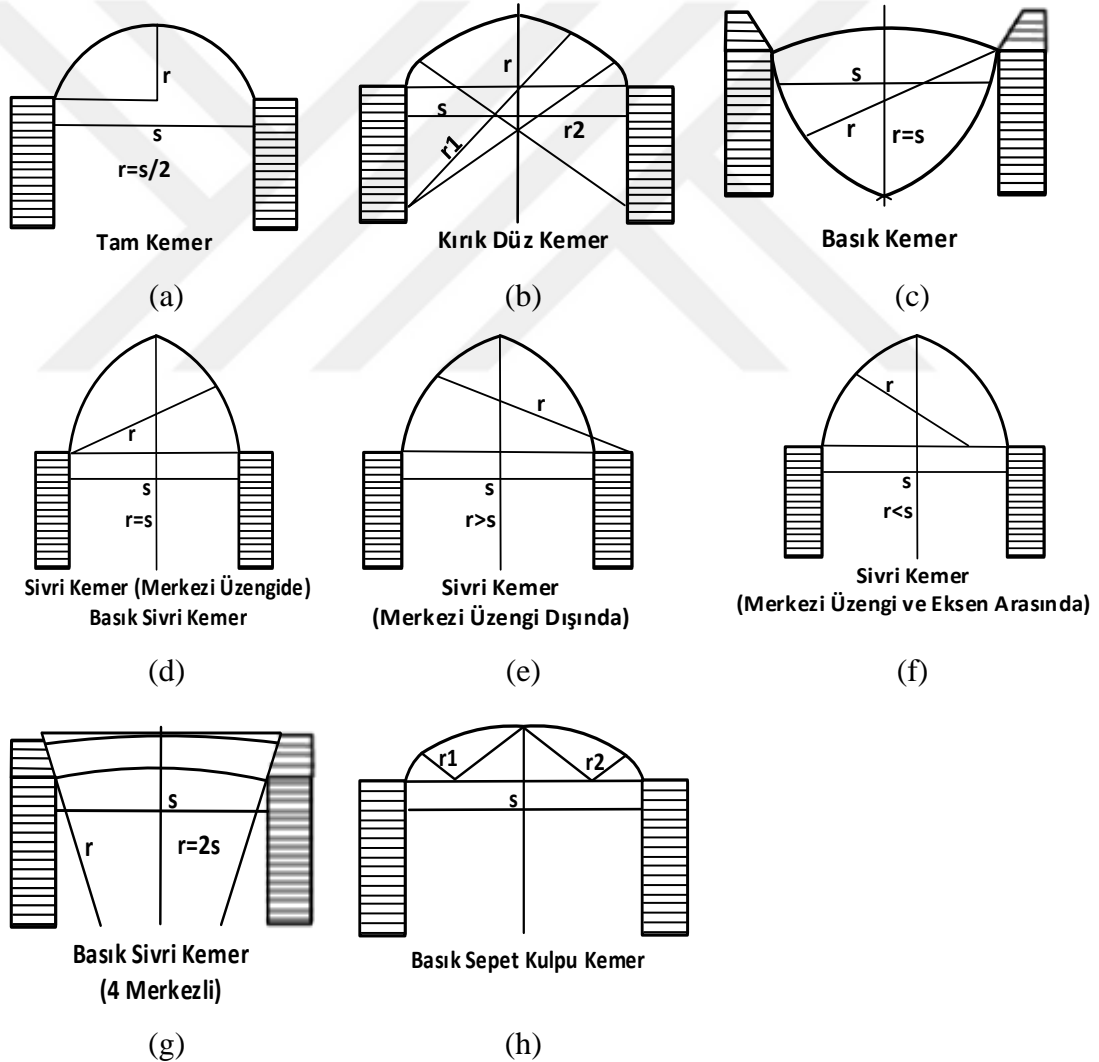 r
s
r=s/2
Tam Kemer
(a)
r
s
r1
r2
Kırık Düz Kemer
(b)
s
r
r=s
Basık Kemer
(c)
r
s
r=s
Sivri Kemer (Merkezi Üzengide)
Basık Sivri Kemer
(d)
r
s
r>s
Sivri Kemer
(Merkezi Üzengi Dışında)
(e)
r
s
r<s
Sivri Kemer
(Merkezi Üzengi ve Eksen Arasında)
(f)
s
r
r=2s
Basık Sivri Kemer
(4 Merkezli)
(g)
r1
r2
s
Basık Sepet Kulpu Kemer
(h)